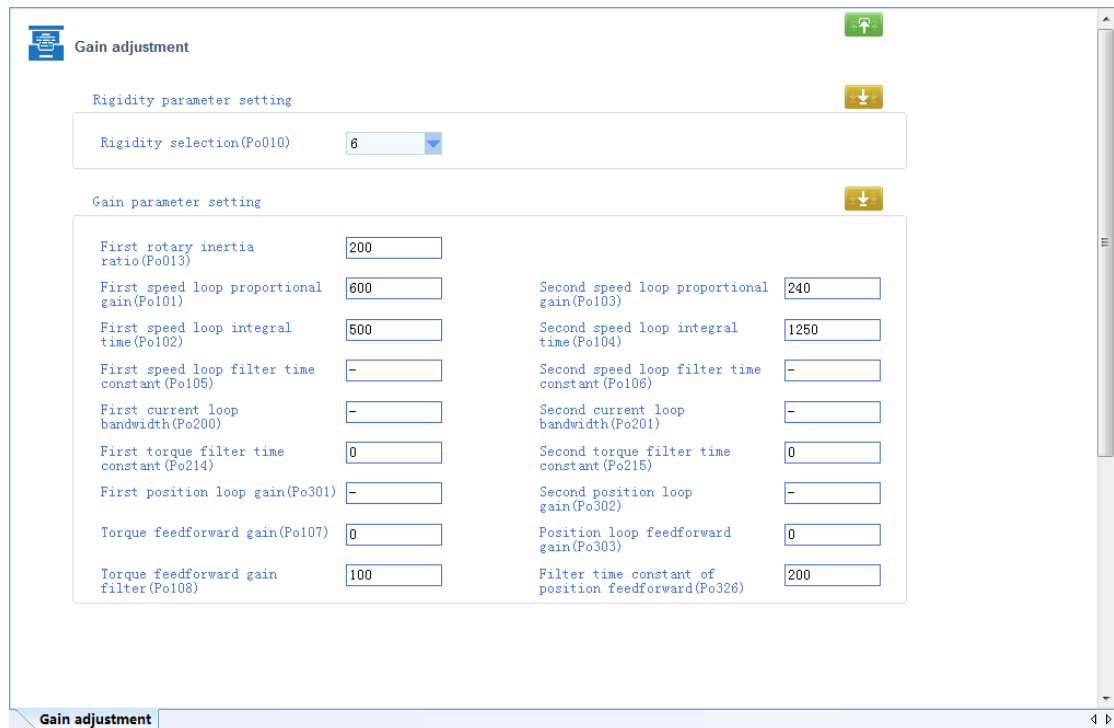 Gain adjustment
Rigidity parameter setting
Rigidity selection(Po010)
6
Gain parameter setting
First rotary inertia
ratio(Po013)
200
First speed loop proportional
gain(Po101)
600
Second speed loop proportional
gain(Po103)
240
First speed loop integral
time(Po102)
500
Second speed loop integral
time(Po104)
1250
First speed loop filter time
constant(Po105)
-
Second speed loop filter time
constant(Po106)
-
First current loop
bandwidth(Po200)
-
Second current loop
bandwidth(Po201)
-
First torque filter time
constant(Po214)
0
Second torque filter time
constant(Po215)
0
First position loop gain(Po301)
-
Second position loop
gain(Po302)
-
Torque feedforward gain(Po107)
0
Position loop feedforward
gain(Po303)
0
Torque feedforward gain
filter(Po108)
100
Filter time constant of
position feedforward(Po326)
200
Gain adjustment